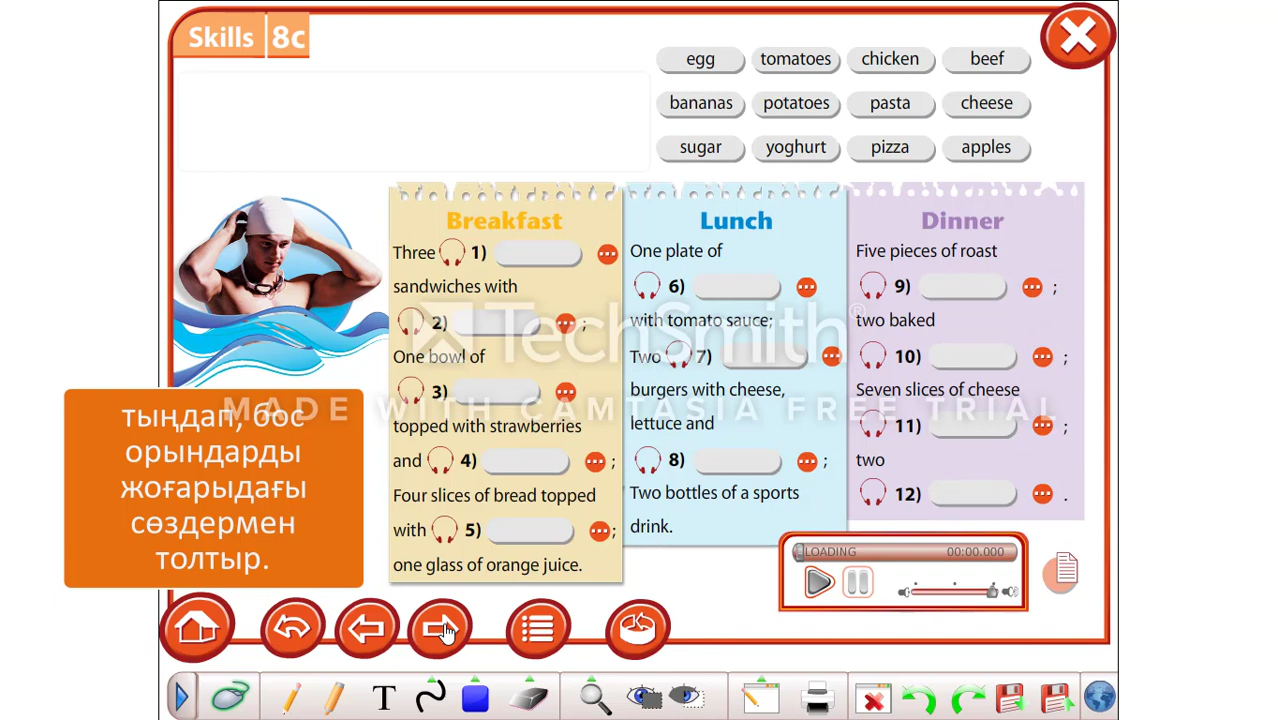 Skills 8c
egg tomatoes chicken beef
bananas potatoes pasta cheese
sugar yoghurt pizza apples
Breakfast
Three 1)
sandwiches with
2) ;
One bowl of
3)
topped with strawberries
and 4) ;
Four slices of bread topped
with 5) ;
one glass of orange juice.
Lunch
One plate of
6)
with tomato sauce;
Two 7)
burgers with cheese,
lettuce and
8) ;
Two bottles of a sports
drink.
Dinner
Five pieces of roast
9) ;
two baked
10) ;
Seven slices of cheese
11) ;
two
12) .
тыңдап, бос
орындарды
жоғарыдағы
сөздермен
толтыр.
TechSmith®
MADE WITH CAMTASIA FREE TRIAL
LOADING 00:00.000
T